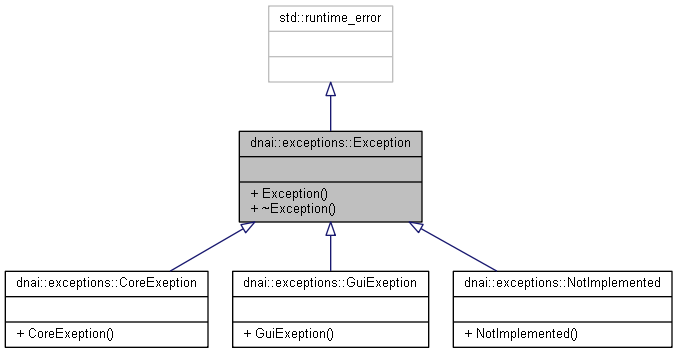 std::runtime_error
dnai::exceptions::Exception
+ Exception()
+ ~Exception()
dnai::exceptions::CoreExeption
+ CoreExeption()
dnai::exceptions::GuiExeption
+ GuiExeption()
dnai::exceptions::NotImplemented
+ NotImplemented()